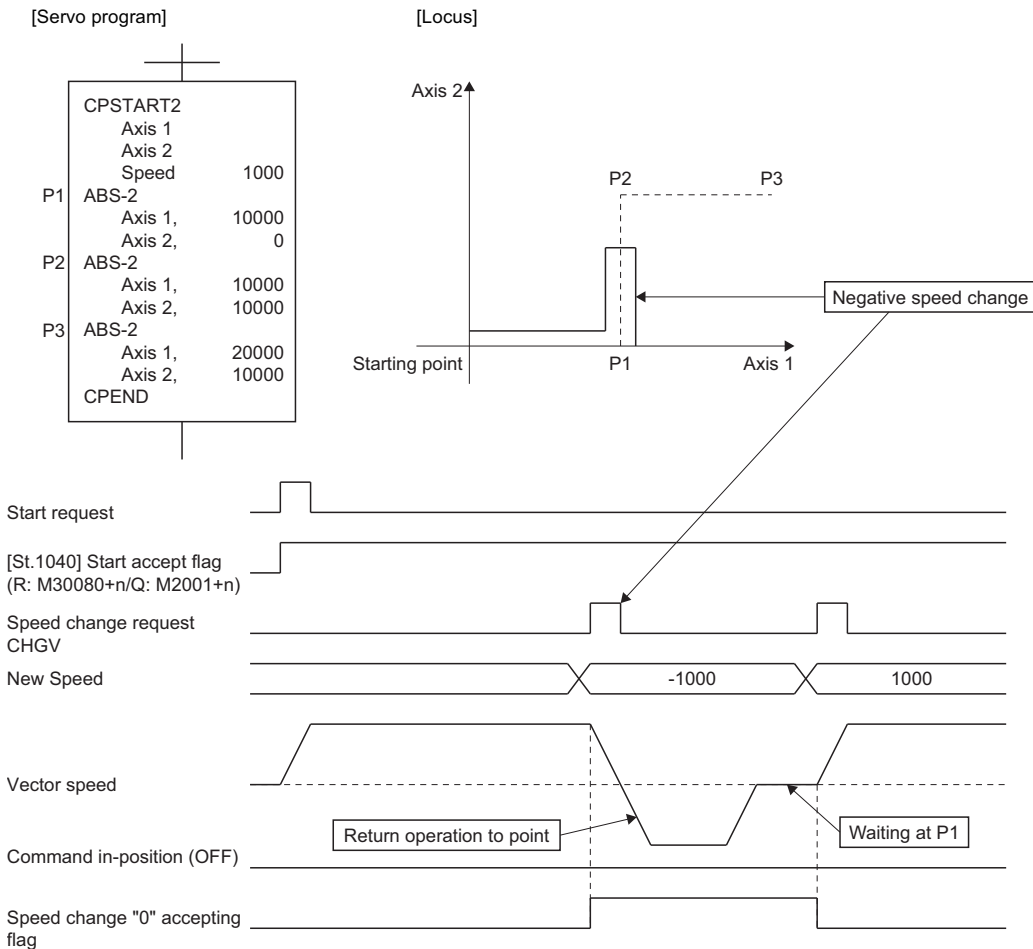 [Servo program]
[Locus]
CPSTART2
Axis 1
Axis 2
Speed 1000
P1 ABS-2
Axis 1, 10000
Axis 2, 0
P2 ABS-2
Axis 1, 10000
Axis 2, 10000
P3 ABS-2
Axis 1, 20000
Axis 2, 10000
CPEND
Axis 2
P2 P3
Negative speed change
Starting point P1 Axis 1
Start request
[St.1040] Start accept flag
(R: M30080+n/Q: M2001+n)
Speed change request
CHGV
New Speed -1000 1000
Vector speed
Return operation to point
Waiting at P1
Command in-position (OFF)
Speed change "0" accepting
flag